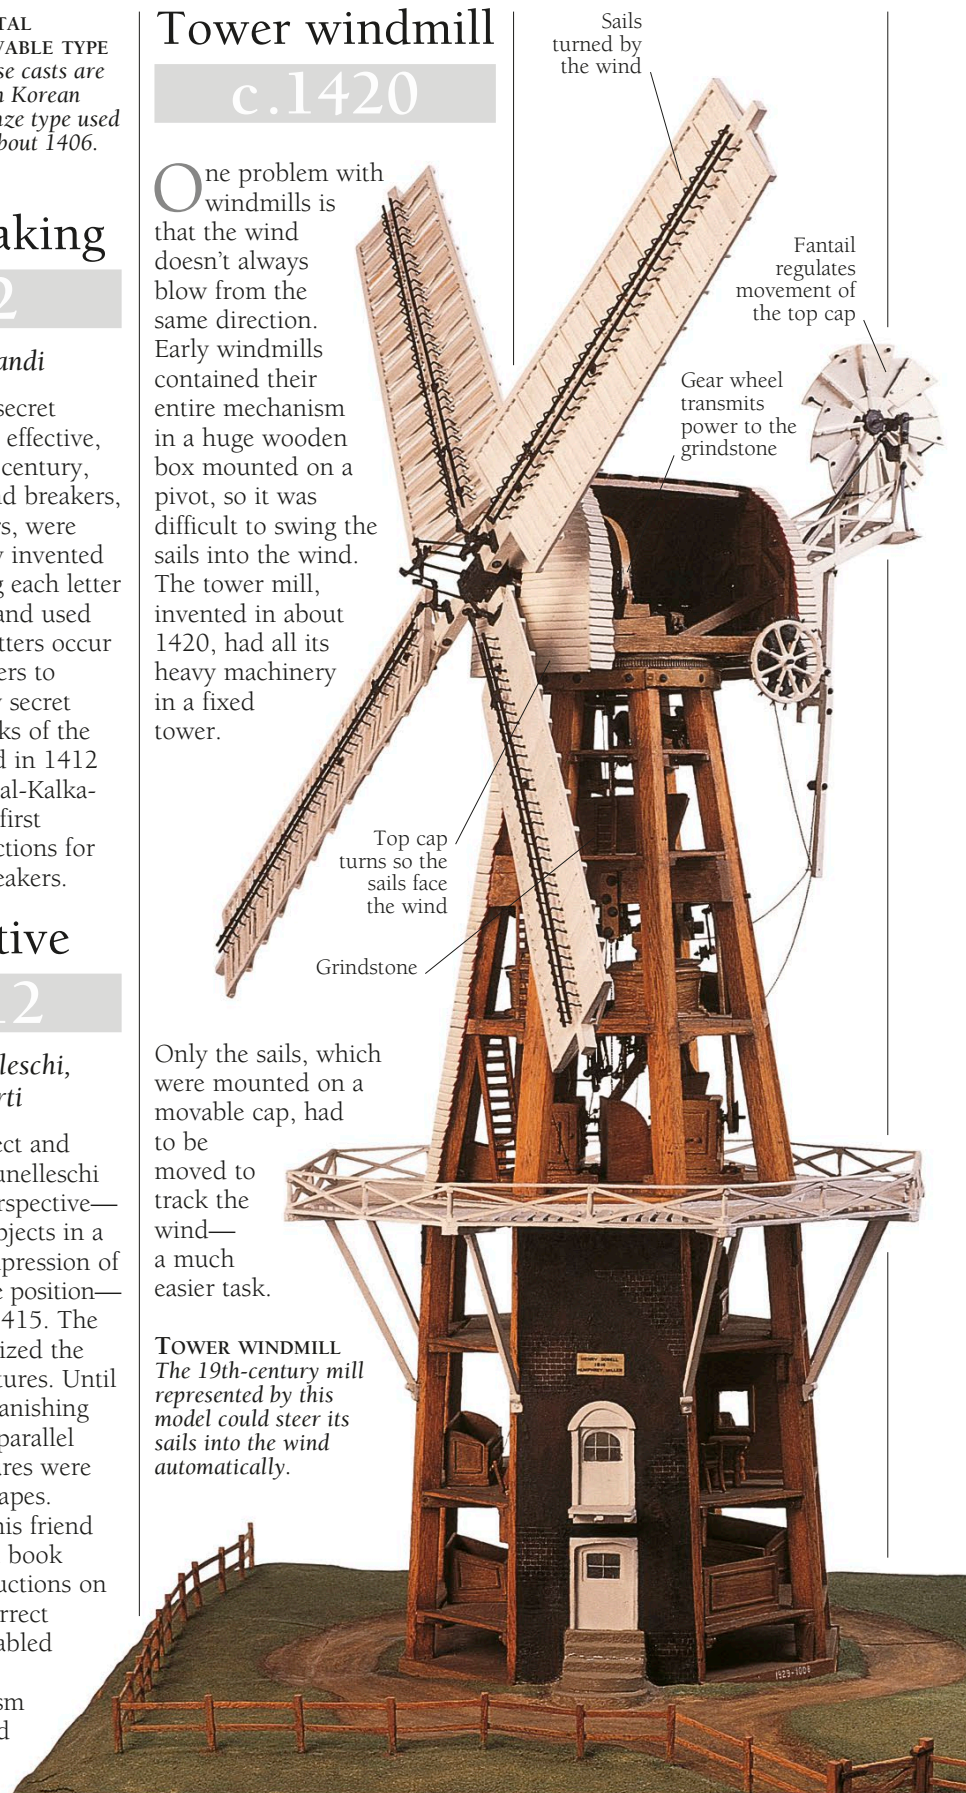 TAL
VABLE TYPE
se casts are
n Korean
nze type used
bout 1406.
aking
2
andi
secret
effective,
century,
nd breakers,
rs, were
y invented
g each letter
and used
tters occur
ers to
secret
ks of the
d in 1412
al-Kalka-
first
ctions for
eakers.
tive
12
leschi,
rti
ect and
unelleschi
rspective—
bjects in a
pression of
e position—
415. The
ized the
tures. Until
anishing
parallel
ures were
apes.
his friend
book
uctions on
rrect
abled
sm
d
Tower windmill
c.1420
One problem with
windmills is
that the wind
doesn't always
blow from the
same direction.
Early windmills
contained their
entire mechanism
in a huge wooden
box mounted on a
pivot, so it was
difficult to swing the
sails into the wind.
The tower mill,
invented in about
1420, had all its
heavy machinery
in a fixed
tower.
Only the sails, which
were mounted on a
movable cap, had
to be
moved to
track the
wind—
a much
easier task.
TOWER WINDMILL
The 19th-century mill
represented by this
model could steer its
sails into the wind
automatically.
Sails
turned by
the wind
Fantail
regulates
movement of
the top cap
Gear wheel
transmits
power to the
grindstone
Top cap
turns so the
sails face
the wind
Grindstone
1929-1008